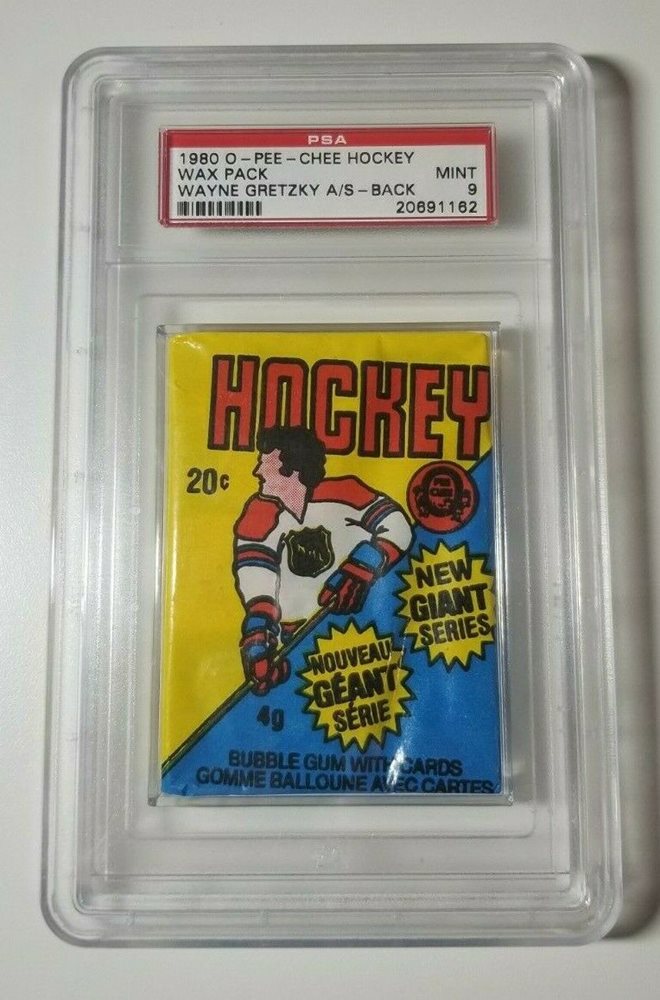 PSA
1980 O-PEE-CHEE HOCKEY
WAX PACK MINT
WAYNE GRETZKY A/S-BACK 9
20691162
HOCKEY
20¢
NEW
GIANT
SERIES
NOUVEAU
GÉANT
SÉRIE
4g
BUBBLE GUM WITH CARDS
GOMME BALLOUNE AVEC CARTES